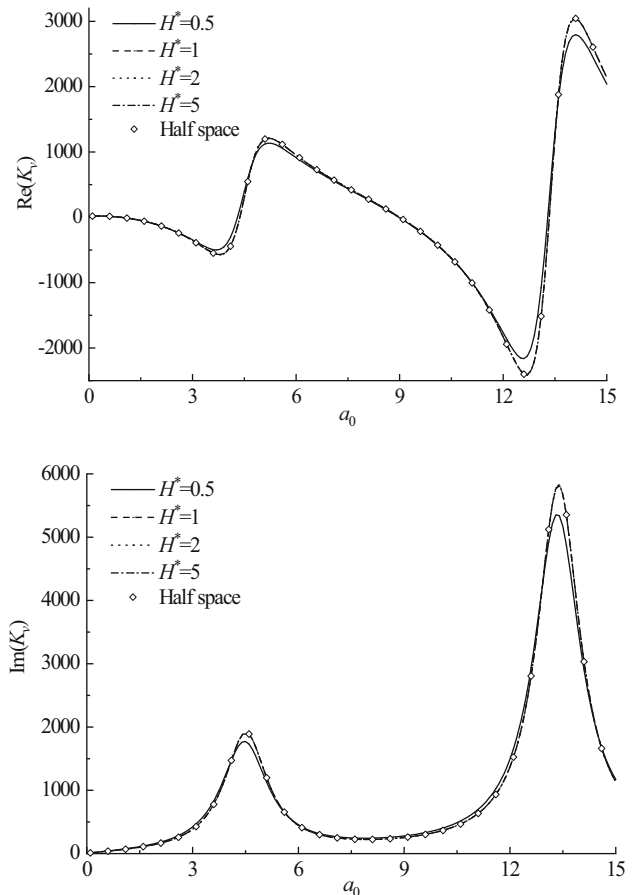 3000
2000
1000
0
-1000
-2000
Re(Kv)
H*=0.5
H*=1
H*=2
H*=5
Half space
0 3 6 9 12 15
a0
6000
5000
4000
3000
2000
1000
0
Im(Kv)
H*=0.5
H*=1
H*=2
H*=5
Half space
0 3 6 9 12 15
a0